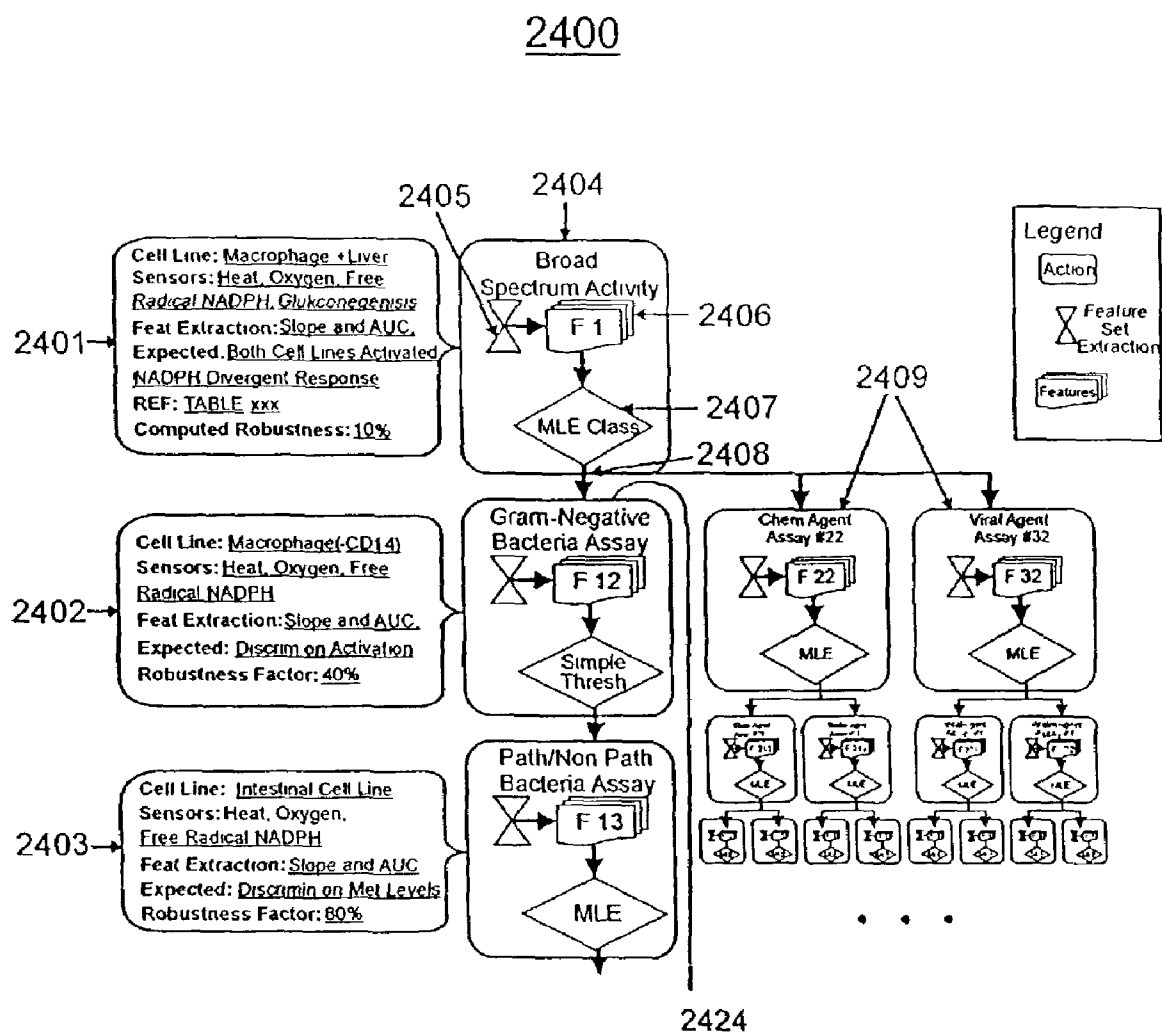 2400
2404
2405
Cell Line: Macrophage +Liver
Sensors: Heat, Oxygen, Free
Radical NADPH, Glukconegenisis
Feat Extraction: Slope and AUC,
Expected. Both Cell Lines Activated
NADPH Divergent Response
REF: TABLE xxx
Computed Robustness: 10%
2401
Broad
Spectrum Activity
F 1
2406
MLE Class
2407
2408
2409
Legend
Action
Feature
Set
Extraction
Features
Cell Line: Macrophage(-CD14)
Sensors: Heat, Oxygen, Free
Radical NADPH
Feat Extraction: Slope and AUC,
Expected: Discrim on Activation
Robustness Factor: 40%
2402
Gram-Negative
Bacteria Assay
F 12
Simple
Thresh
Chem Agent
Assay #22
F 22
MLE
Viral Agent
Assay #32
F 32
MLE
MLE
MLE
MLE
MLE
Cell Line: Intestinal Cell Line
Sensors: Heat, Oxygen,
Free Radical NADPH
Feat Extraction: Slope and AUC
Expected: Discrimin on Met Levels
Robustness Factor: 80%
2403
Path/Non Path
Bacteria Assay
F 13
MLE
2424